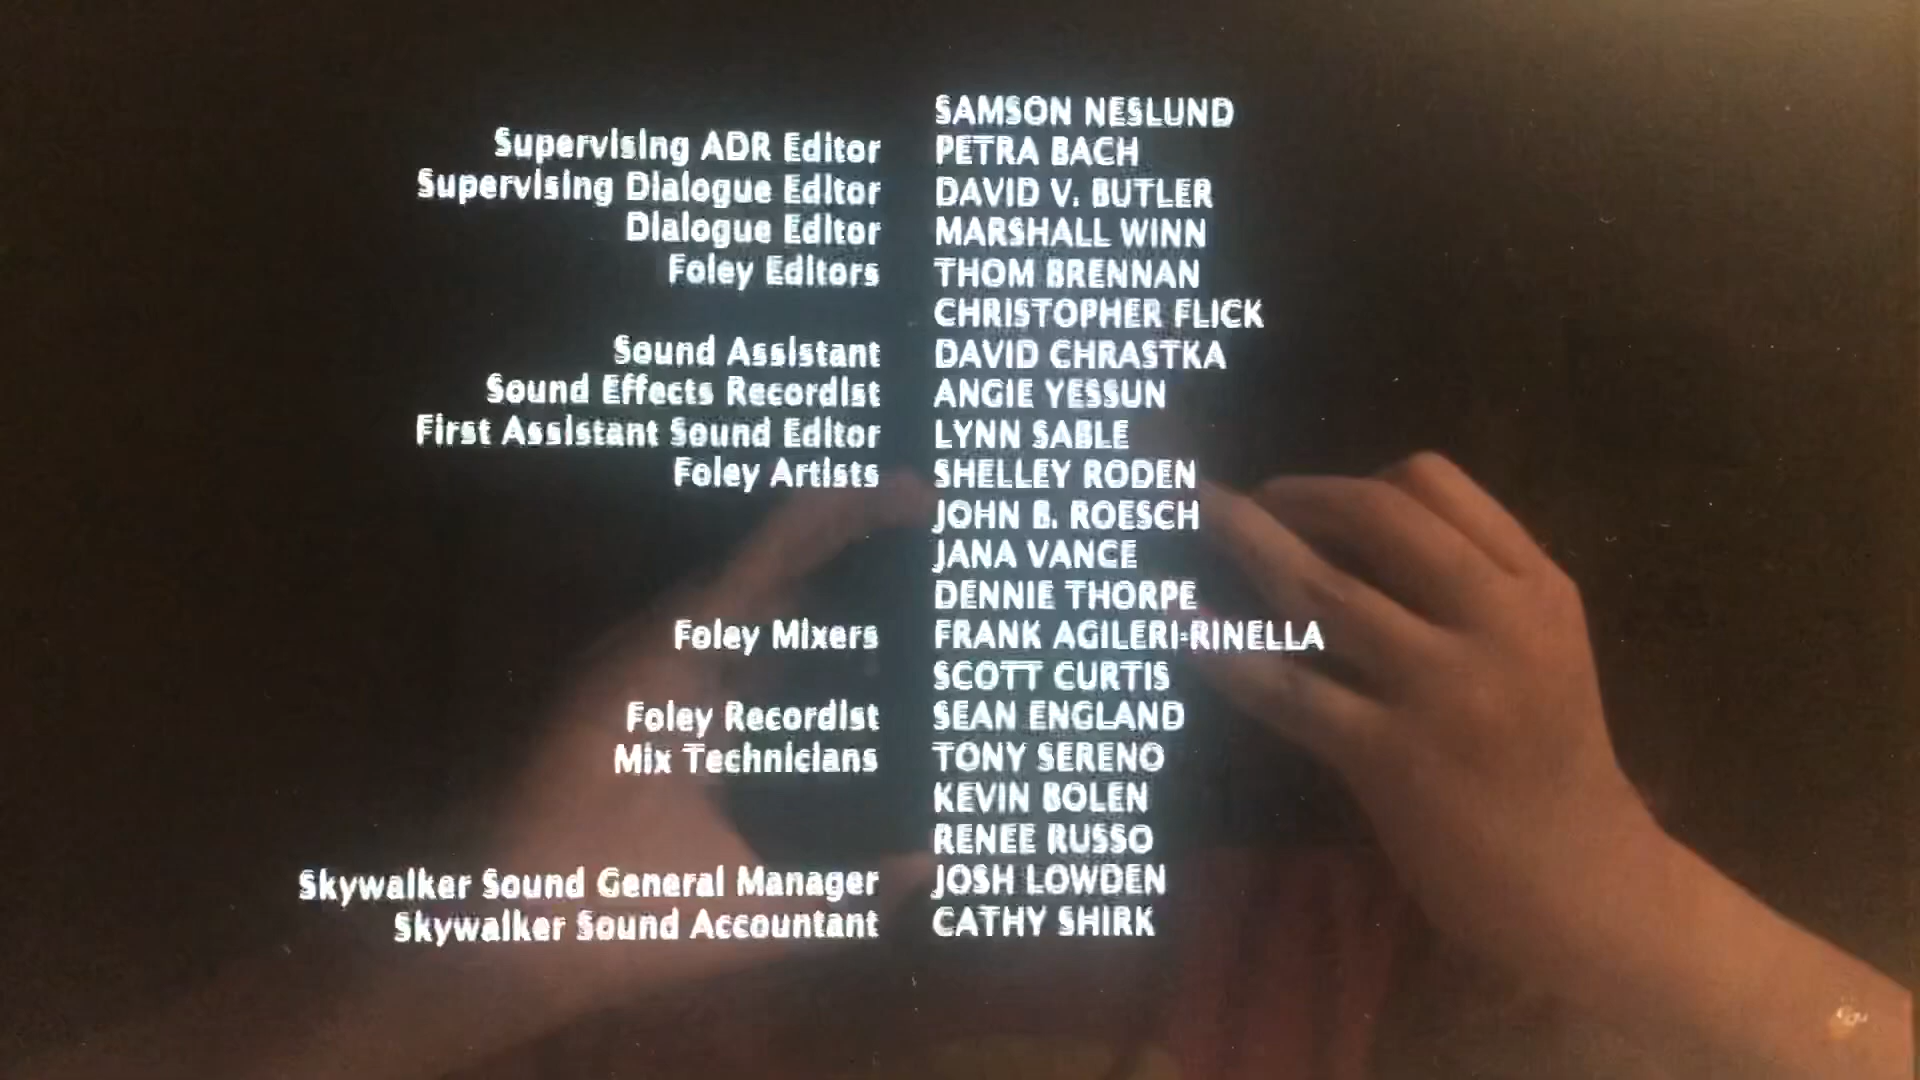 SAMSON NESLUND
Supervising ADR Editor PETRA BACH
Supervising Dialogue Editor DAVID V. BUTLER
Dialogue Editor MARSHALL WINN
Foley Editors THOM BRENNAN
CHRISTOPHER FLICK
Sound Assistant DAVID CHRASTKA
Sound Effects Recordist ANGIE YESSUN
First Assistant Sound Editor LYNN SABLE
Foley Artists SHELLEY RODEN
JOHN B. ROESCH
JANA VANCE
DENNIE THORPE
Foley Mixers FRANK AGILERI-RINELLA
SCOTT CURTIS
Foley Recordist SEAN ENGLAND
Mix Technicians TONY SERENO
KEVIN BOLEN
RENEE RUSSO
Skywalker Sound General Manager JOSH LOWDEN
Skywalker Sound Accountant CATHY SHIRK